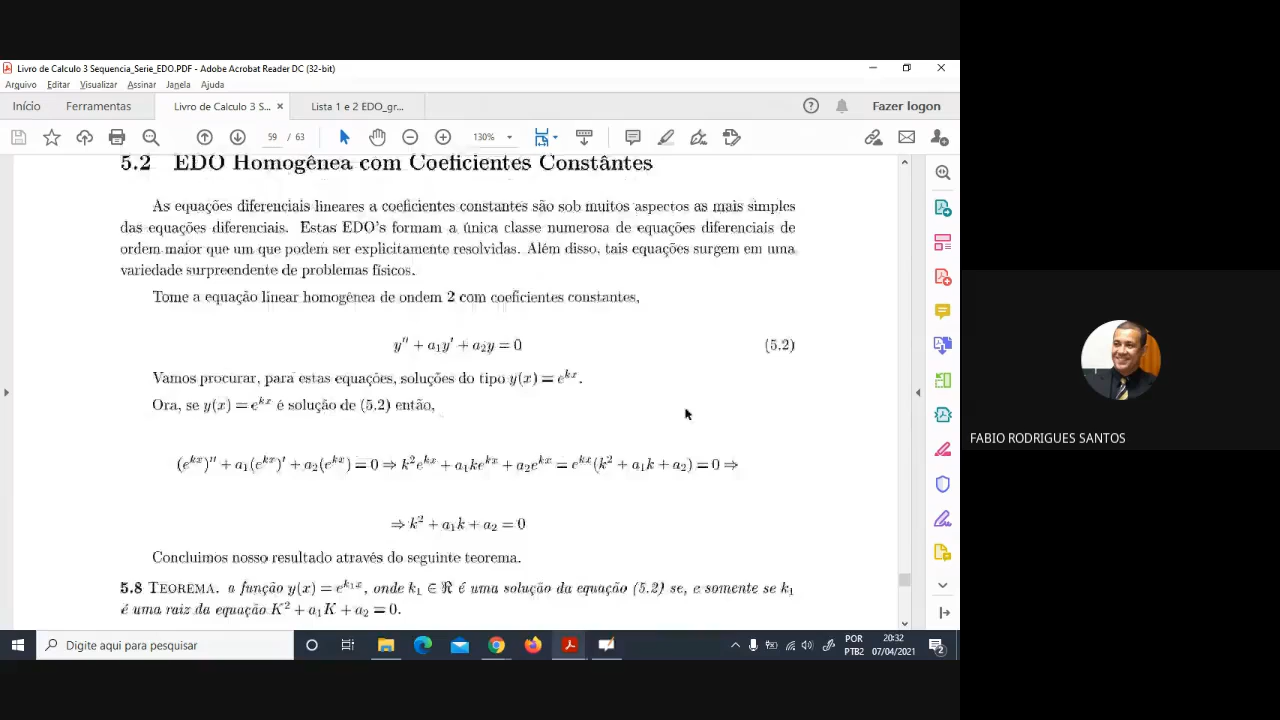 Livro de Calculo 3 Sequencia_Serie_EDO.PDF - Adobe Acrobat Reader DC (32-bit)
Arquivo Editar Visualizar Assinar Janela Ajuda
Início Ferramentas Livro de Calculo 3 S... × Lista 1 e 2 EDO_gr... Fazer logon
59 / 63 130%
5.2 EDO Homogênea com Coeficientes Constântes
As equações diferenciais lineares a coeficientes constantes são sob muitos aspectos as mais simples
das equações diferenciais. Estas EDO's formam a única classe numerosa de equações diferenciais de
ordem maior que um que podem ser explicitamente resolvidas. Além disso, tais equações surgem em uma
variedade surpreendente de problemas físicos.
Tome a equação linear homogênea de ondem 2 com coeficientes constantes,
y'' + a₁y' + a₂y = 0 (5.2)
Vamos procurar, para estas equações, soluções do tipo y(x) = e^{kx}.
Ora, se y(x) = e^{kx} é solução de (5.2) então,
(e^{kx})'' + a₁(e^{kx})' + a₂(e^{kx}) = 0 ⇒ k²e^{kx} + a₁ke^{kx} + a₂e^{kx} = e^{kx}(k² + a₁k + a₂) = 0 ⇒
⇒ k² + a₁k + a₂ = 0
Concluimos nosso resultado através do seguinte teorema.
5.8 TEOREMA. a função y(x) = e^{k₁x}, onde k₁ ∈ ℜ é uma solução da equação (5.2) se, e somente se k₁
é uma raiz da equação K² + a₁K + a₂ = 0.
FABIO RODRIGUES SANTOS
Digite aqui para pesquisar
POR 20:32
PTB2 07/04/2021 2